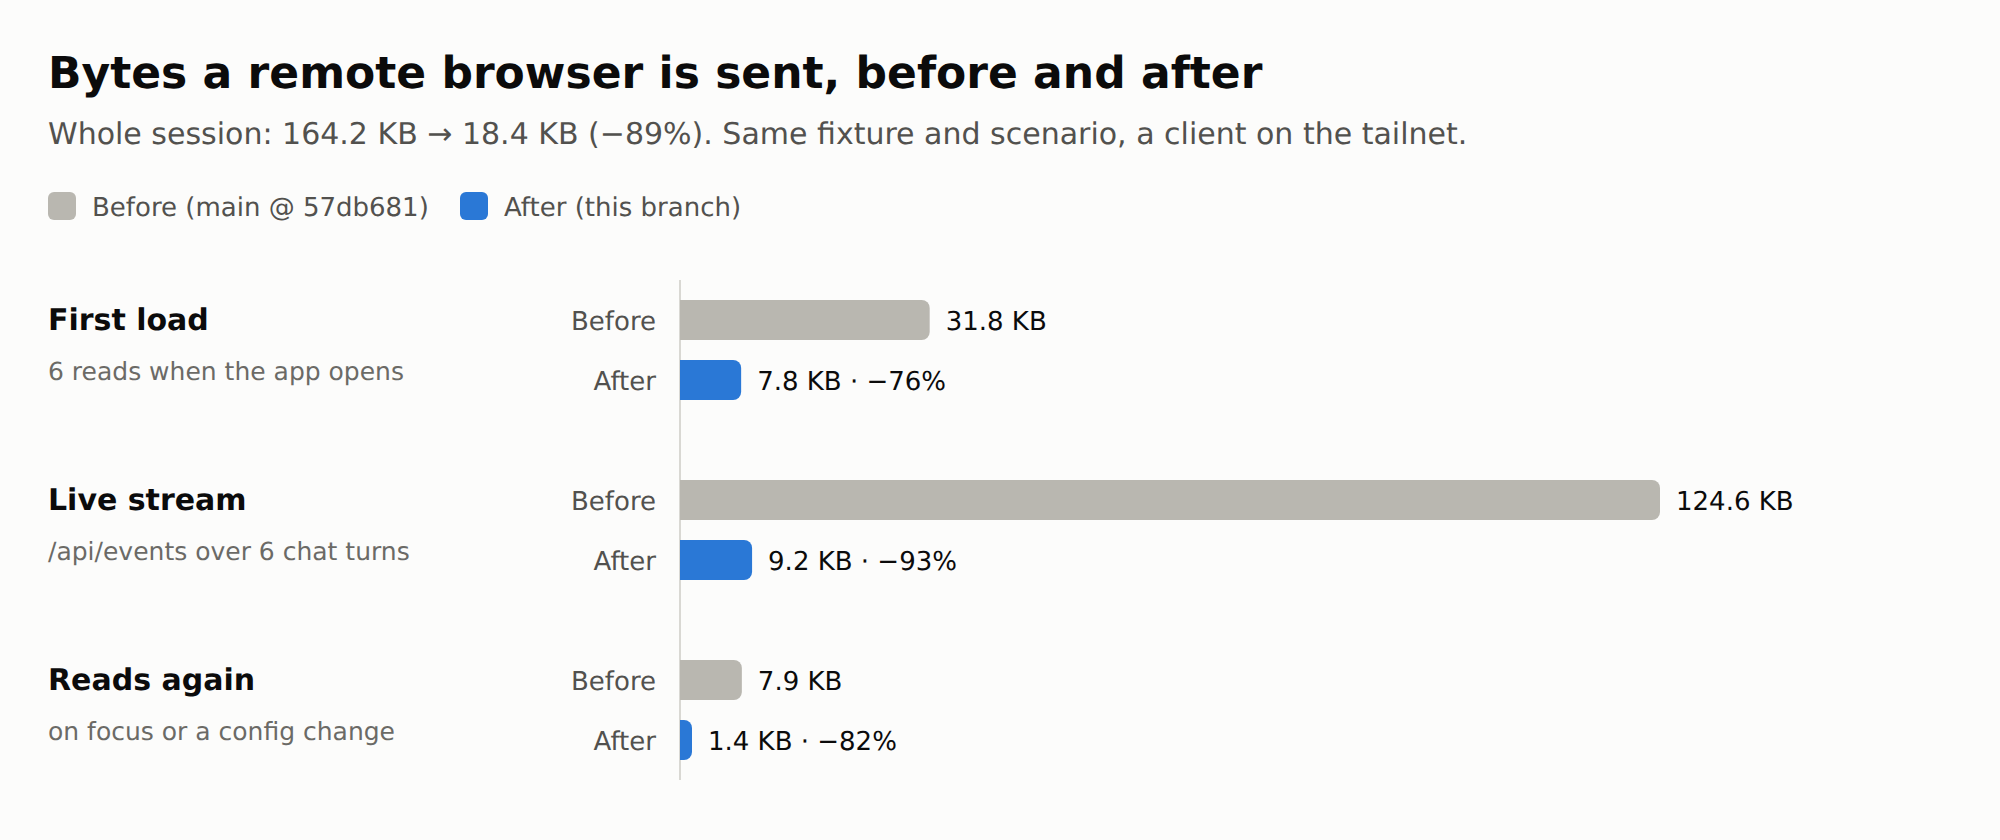 Bytes a remote browser is sent, before and after
Whole session: 164.2 KB → 18.4 KB (−89%). Same fixture and scenario, a client on the tailnet.
Before (main @ 57db681)
After (this branch)
First load
6 reads when the app opens
Before
31.8 KB
After
7.8 KB · −76%
Live stream
/api/events over 6 chat turns
Before
124.6 KB
After
9.2 KB · −93%
Reads again
on focus or a config change
Before
7.9 KB
After
1.4 KB · −82%